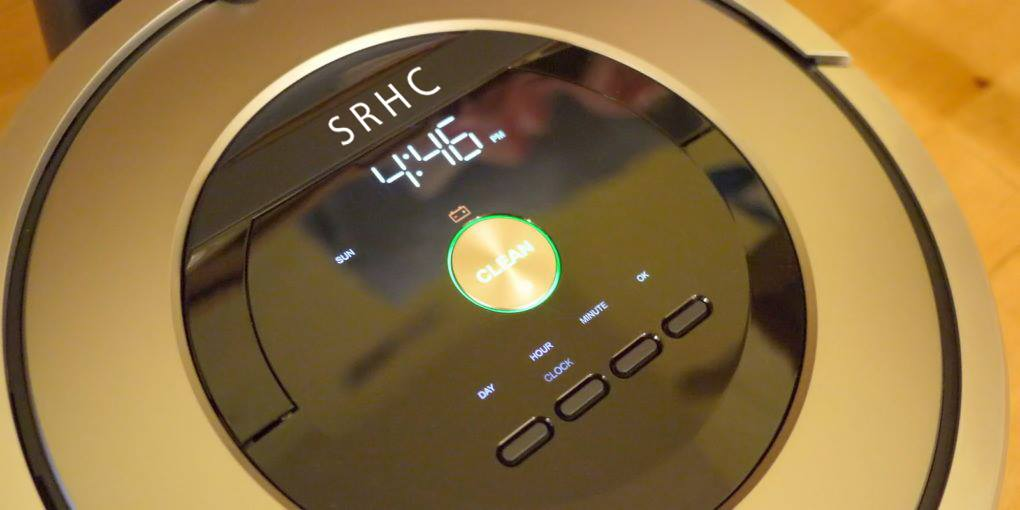 SRHC
4:46 PM
SUN
CLEAN
DAY HOUR MINUTE OK
CLOCK